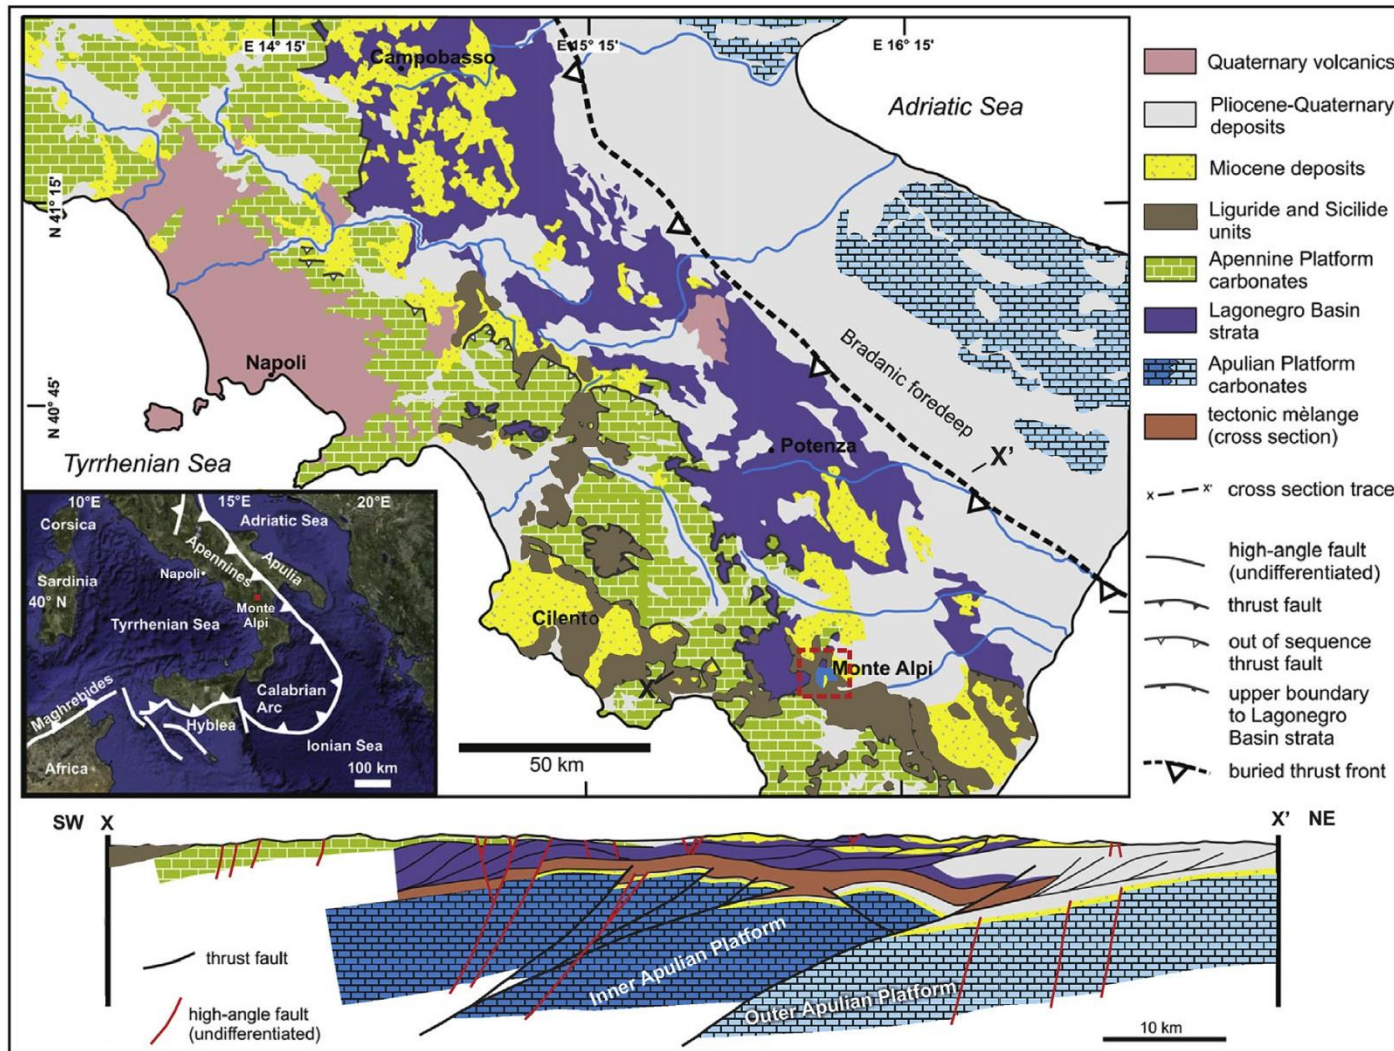 E 14° 15'
E 15° 15'
E 16° 15'
Campobasso
Adriatic Sea
N 41° 15'
Napoli
N 40° 45'
Bradanic foredeep
Tyrrhenian Sea
Potenza
X'
Cilento
X
Monte Alpi
50 km
10°E
15°E
20°E
Corsica
Adriatic Sea
Apennines
Apulia
Sardinia
Napoli
40° N
Monte
Alpi
Tyrrhenian Sea
Calabrian
Arc
Maghrebides
Hyblea
Ionian Sea
Africa
100 km
Quaternary volcanics
Pliocene-Quaternary
deposits
Miocene deposits
Liguride and Sicilide
units
Apennine Platform
carbonates
Lagonegro Basin
strata
Apulian Platform
carbonates
tectonic mèlange
(cross section)
x x' cross section trace
high-angle fault
(undifferentiated)
thrust fault
out of sequence
thrust fault
upper boundary
to Lagonegro
Basin strata
buried thrust front
SW X
X' NE
thrust fault
Inner Apulian Platform
Outer Apulian Platform
high-angle fault
(undifferentiated)
10 km